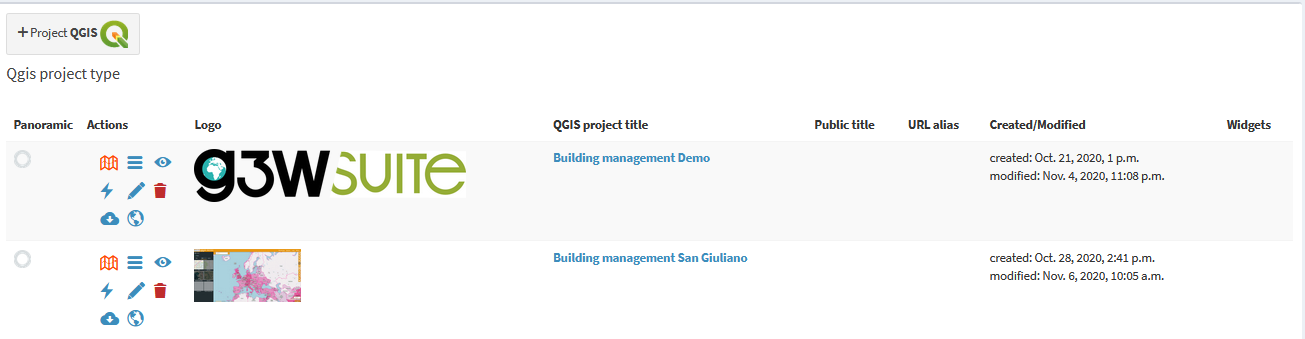 + Project QGIS
Qgis project type
Panoramic Actions Logo QGIS project title Public title URL alias Created/Modified Widgets
g3wsuite Building management Demo created: Oct. 21, 2020, 1 p.m.
modified: Nov. 4, 2020, 11:08 p.m.
Building management San Giuliano created: Oct. 28, 2020, 2:41 p.m.
modified: Nov. 6, 2020, 10:05 a.m.